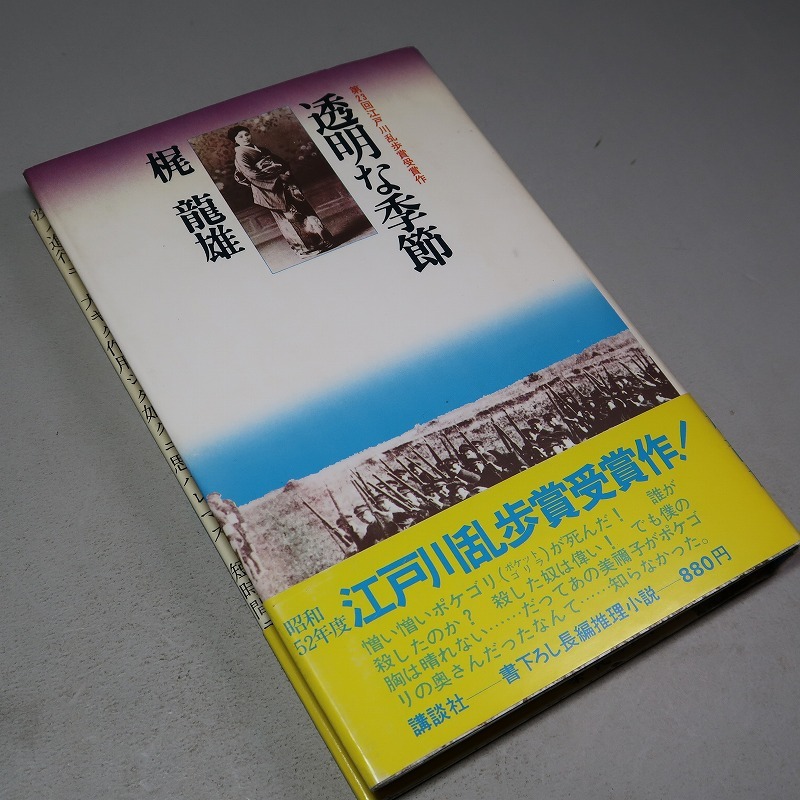 第23回江戸川乱歩賞受賞作
透明な季節
梶 龍雄
昭和
52年度
江戸川乱歩賞受賞作!
憎い憎いポケゴリ(ポケットゴリラ)が死んだ! 誰が
殺したのか? 殺した奴は偉い! でも僕の
胸は晴れない……だってあの美禰子がポケゴ
リの奥さんだったなんて……知らなかった。
講談社──書下ろし長編推理小説──880円